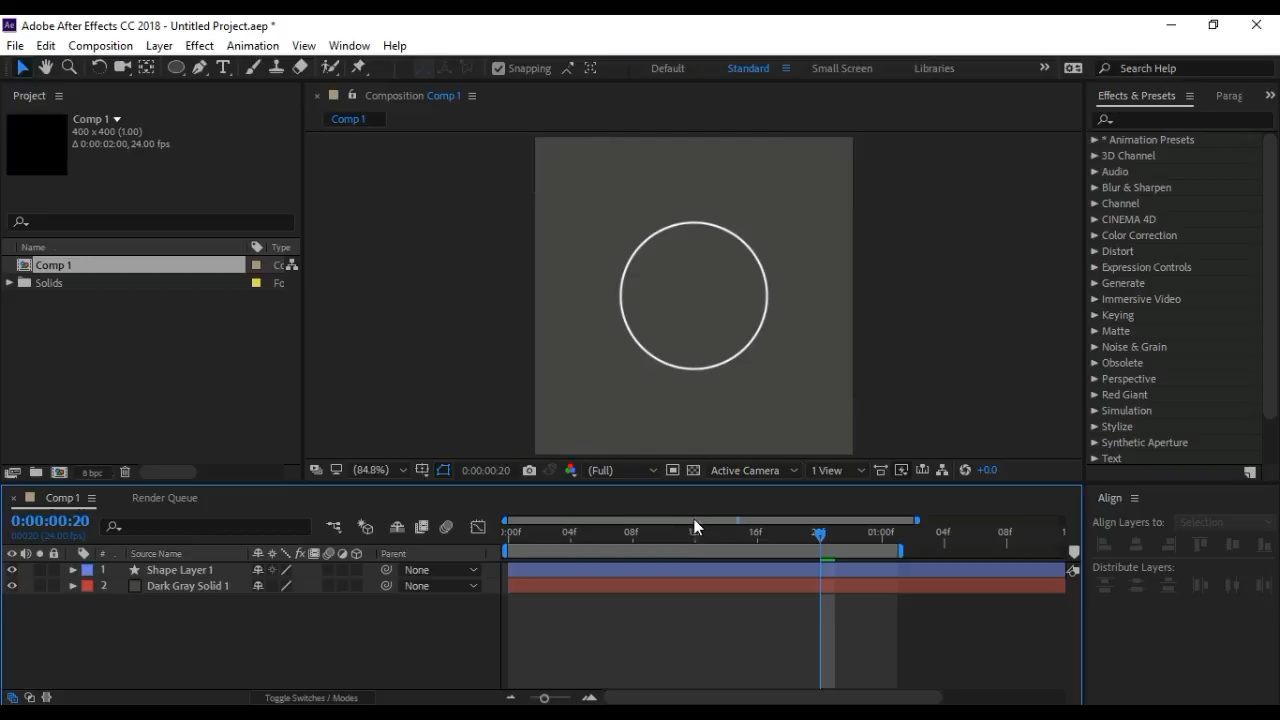 Ae Adobe After Effects CC 2018 - Untitled Project.aep *
File Edit Composition Layer Effect Animation View Window Help
Snapping Default Standard Small Screen Libraries Search Help
Project
Composition Comp 1
Effects & Presets Parag
Comp 1
400 x 400 (1.00)
Δ 0:00:02:00, 24.00 fps
Comp 1
Name Type
Comp 1 Cc
Solids Fo
* Animation Presets
3D Channel
Audio
Blur & Sharpen
Channel
CINEMA 4D
Color Correction
Distort
Expression Controls
Generate
Immersive Video
Keying
Matte
Noise & Grain
Obsolete
Perspective
Red Giant
Simulation
Stylize
Synthetic Aperture
Text
8 bpc
(84.8%) 0:00:00:20 (Full) Active Camera 1 View +0.0
Comp 1 Render Queue
0:00:00:20
00020 (24.00 fps)
04f 08f 16f 01:00f 04f 08f 1
# Source Name Parent
1 Shape Layer 1 None
2 Dark Gray Solid 1 None
Toggle Switches / Modes
Align
Align Layers to: Selection
Distribute Layers: